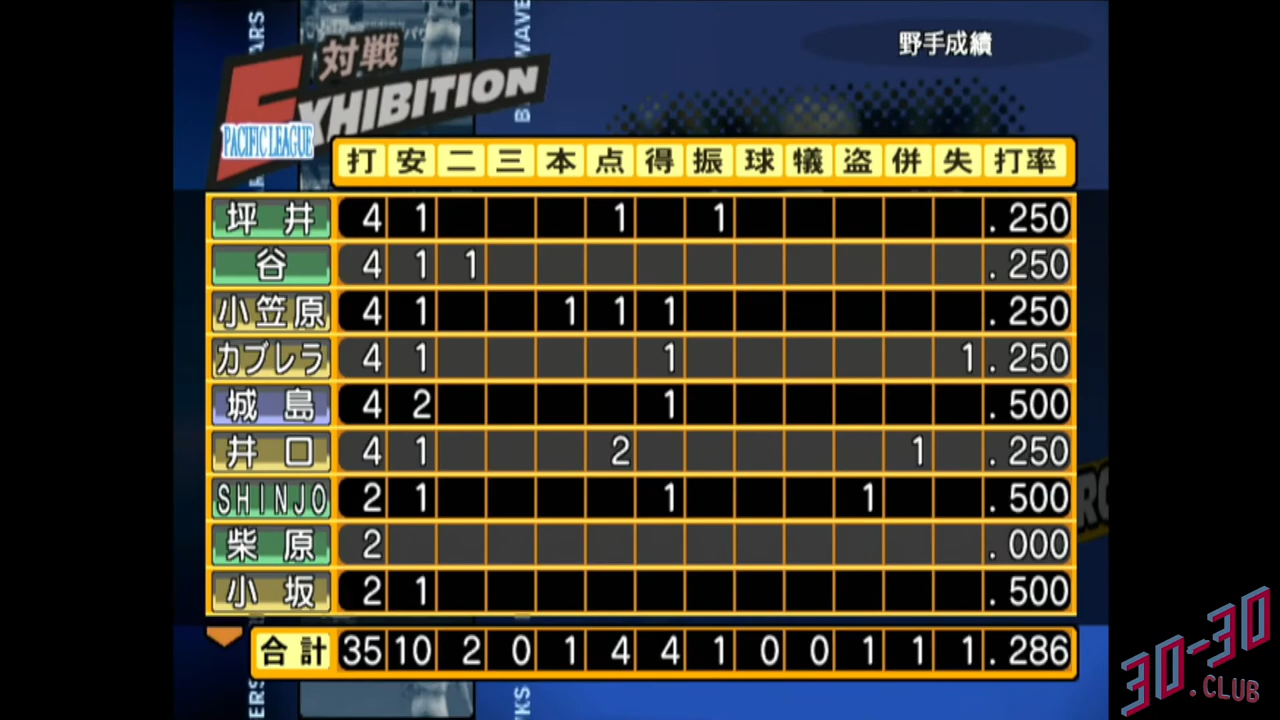 対戦
EXHIBITION
PACIFIC LEAGUE
野手成績
打 安 二 三 本 点 得 振 球 犠 盗 併 失 打率
坪井 4 1 1 1 .250
谷 4 1 1 .250
小笠原 4 1 1 1 1 .250
カブレラ 4 1 1 1 .250
城島 4 2 1 .500
井口 4 1 2 1 .250
SHINJO 2 1 1 1 .500
柴原 2 .000
小坂 2 1 .500
合計 35 10 2 0 1 4 4 1 0 0 1 1 1 .286
30-30
.CLUB